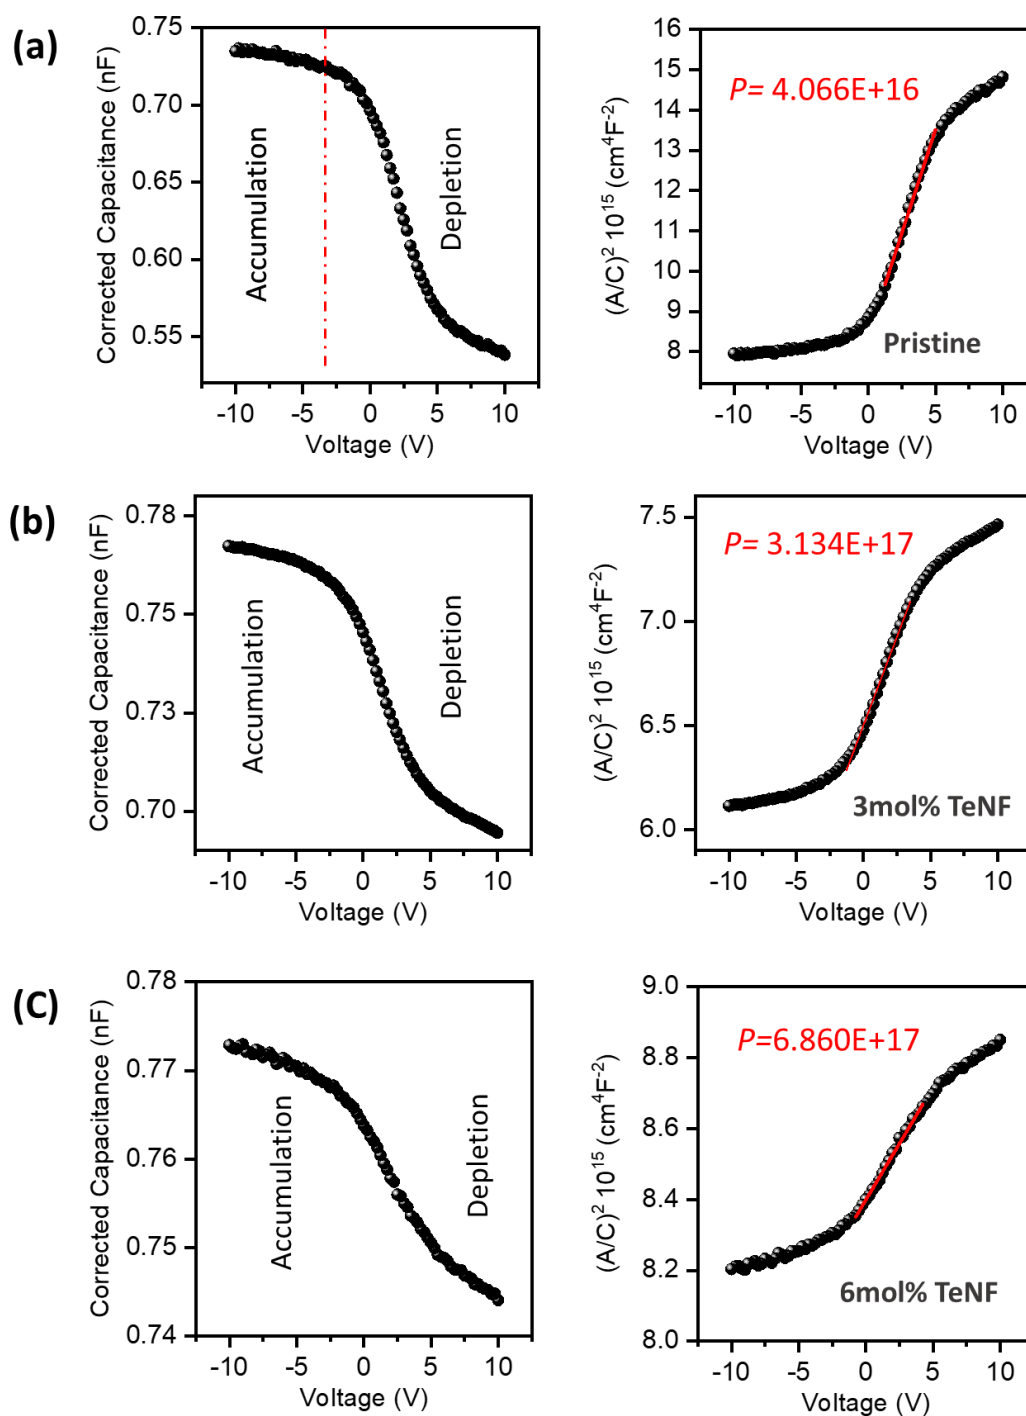 (a)
Corrected Capacitance (nF)
0.75
0.70
0.65
0.60
0.55
Accumulation
Depletion
-10 -5 0 5 10
Voltage (V)
(A/C)² 10¹⁵ (cm⁴F⁻²)
16
15
14
13
12
11
10
9
8
P= 4.066E+16
Pristine
-10 -5 0 5 10
Voltage (V)
(b)
Corrected Capacitance (nF)
0.78
0.75
0.73
0.70
Accumulation
Depletion
-10 -5 0 5 10
Voltage (V)
(A/C)² 10¹⁵ (cm⁴F⁻²)
7.5
7.0
6.5
6.0
P= 3.134E+17
3mol% TeNF
-10 -5 0 5 10
Voltage (V)
(C)
Corrected Capacitance (nF)
0.78
0.77
0.76
0.75
0.74
Accumulation
Depletion
-10 -5 0 5 10
Voltage (V)
(A/C)² 10¹⁵ (cm⁴F⁻²)
9.0
8.8
8.6
8.4
8.2
8.0
P=6.860E+17
6mol% TeNF
-10 -5 0 5 10
Voltage (V)